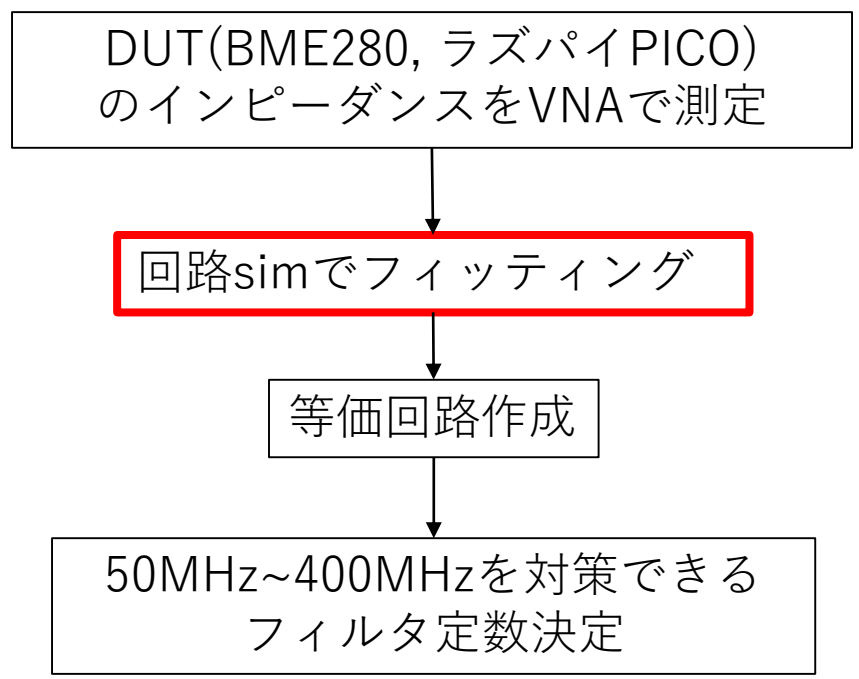 DUT(BME280, ラズパイPICO)
のインピーダンスをVNAで測定
回路simでフィッティング
等価回路作成
50MHz~400MHzを対策できる
フィルタ定数決定